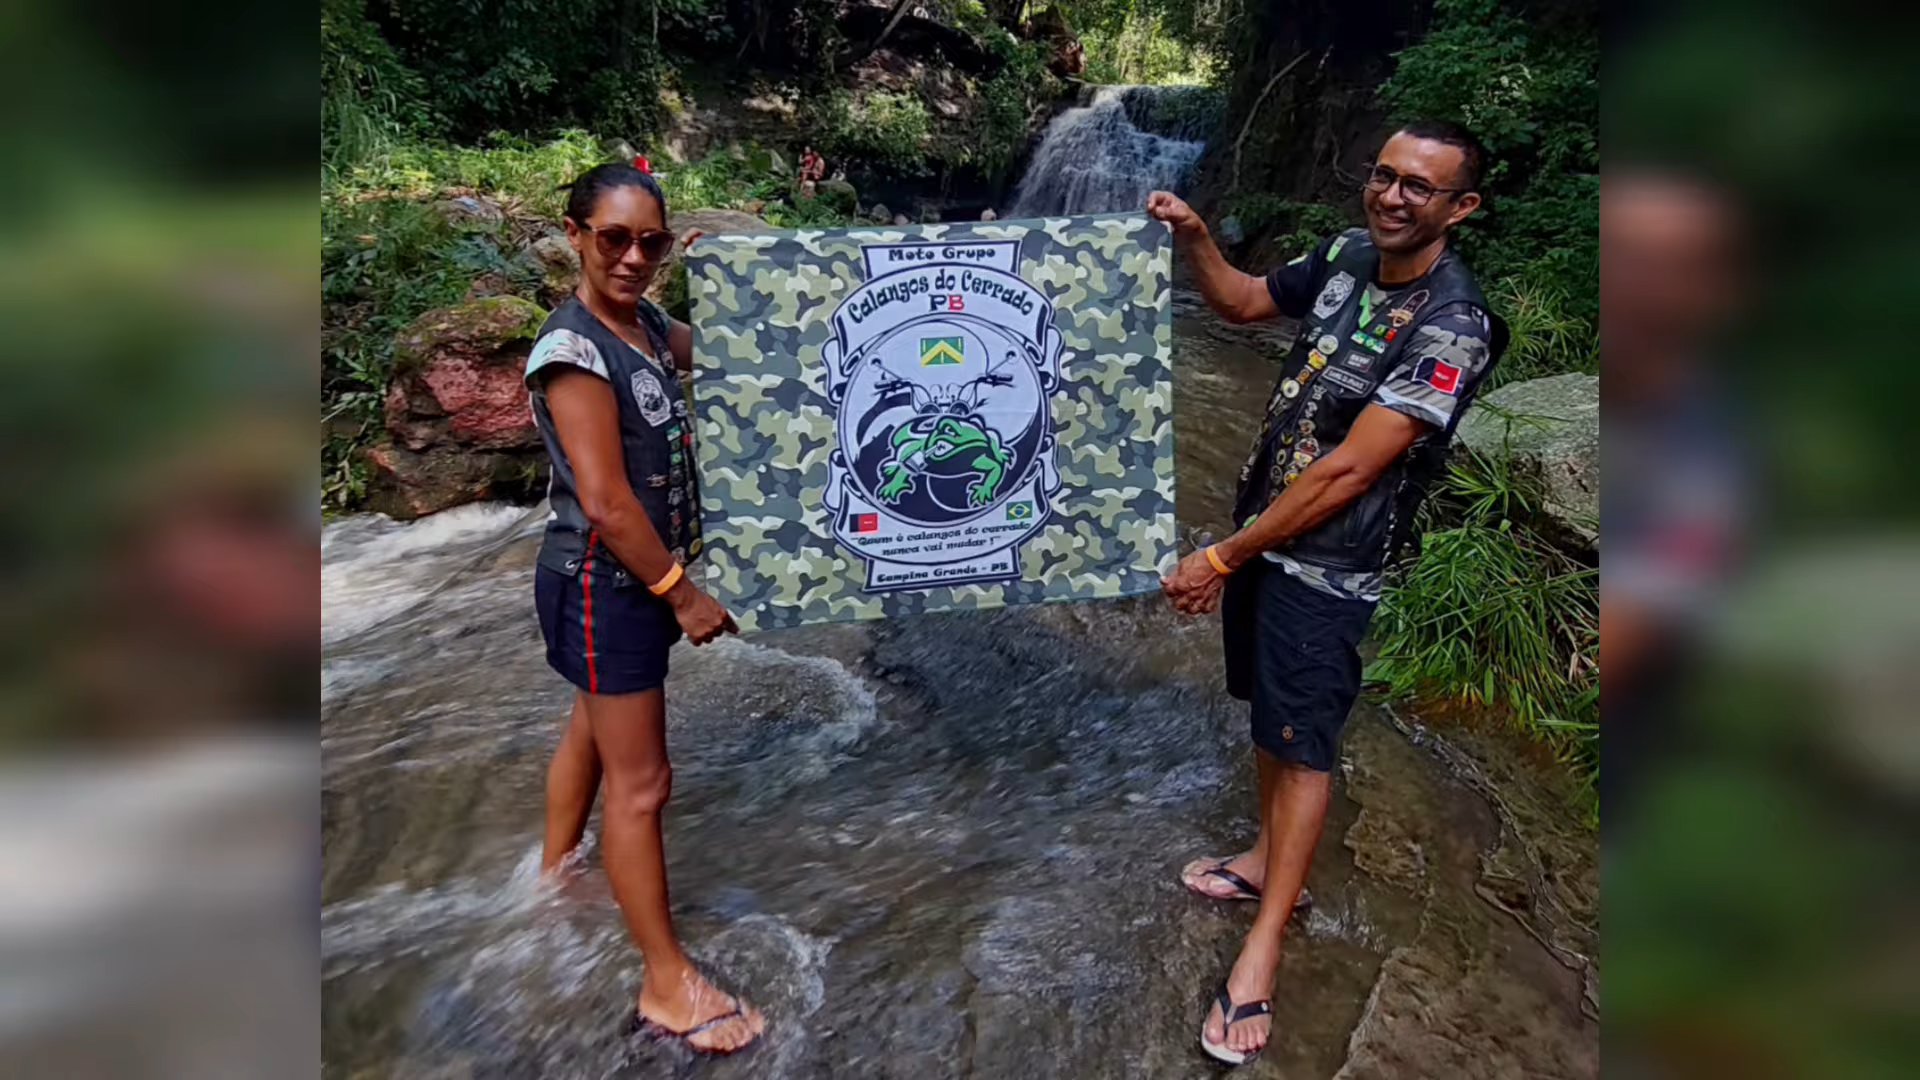 Moto Grupo
Calangos do Cerrado
PB
"Quem é calangos do cerrado
nunca vai mudar !"
Campina Grande - PB